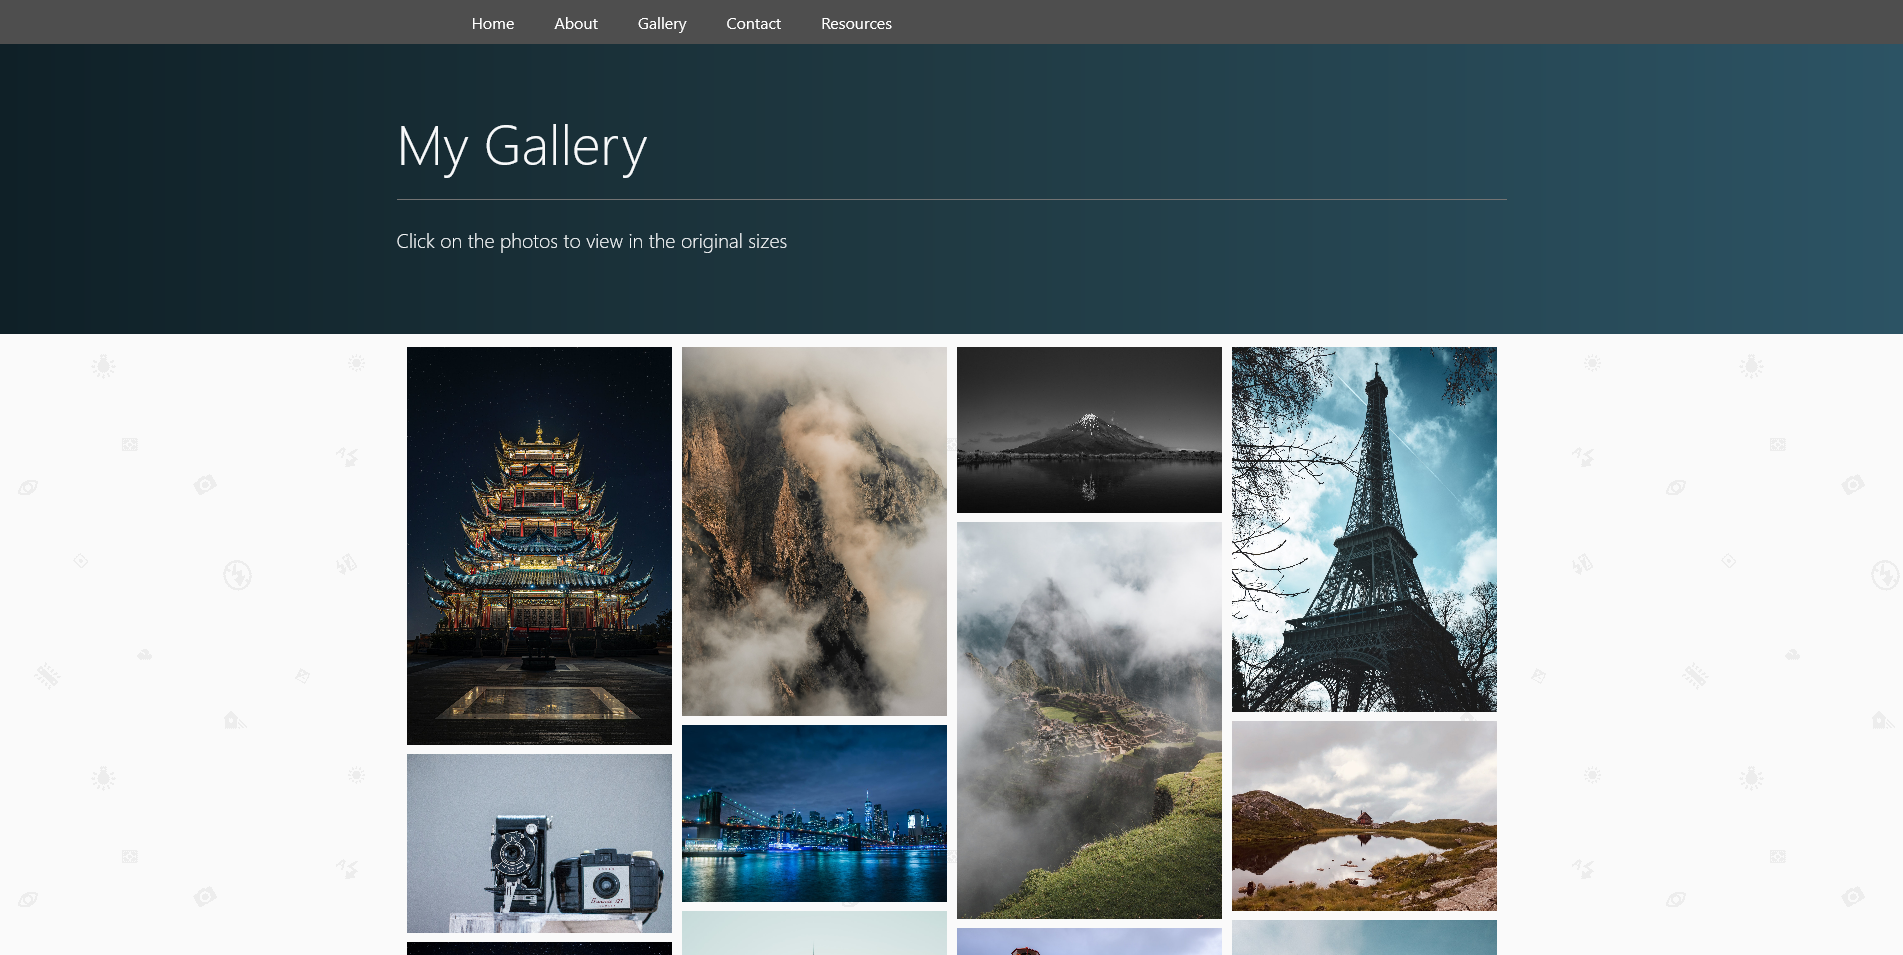 Home About Gallery Contact Resources
My Gallery
Click on the photos to view in the original sizes